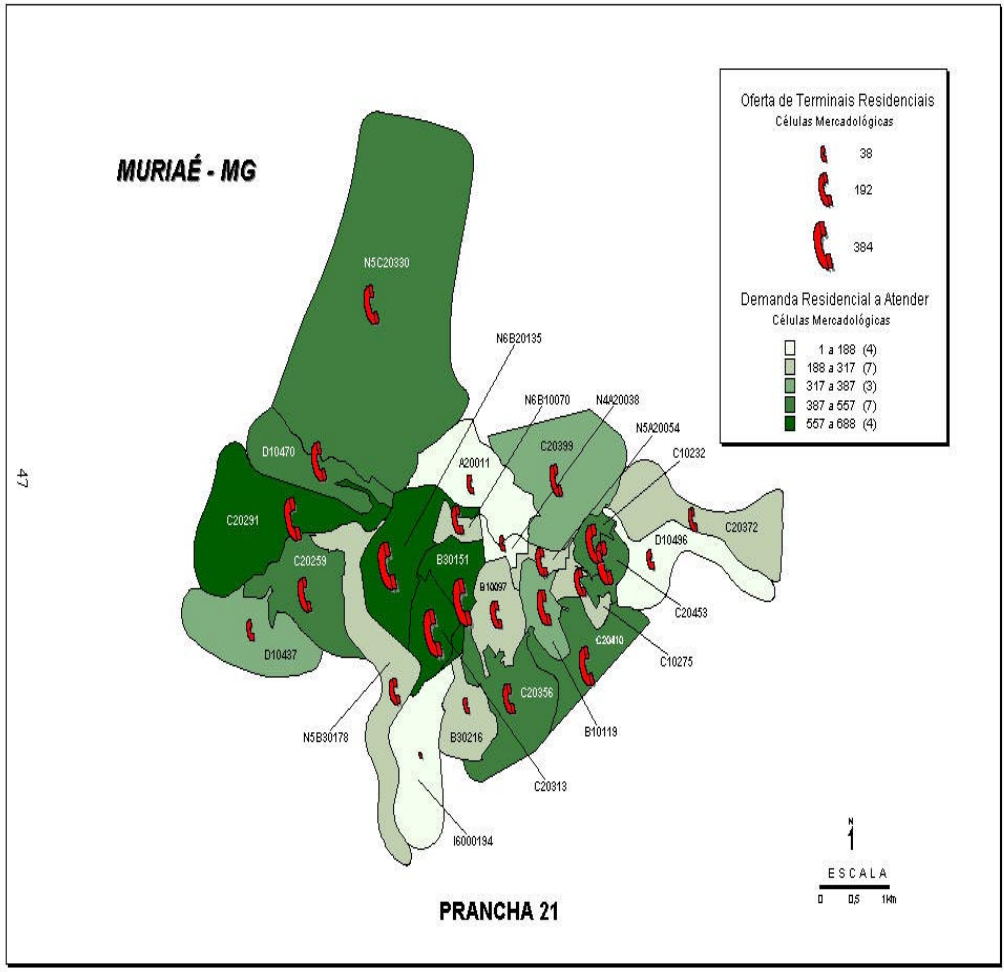 MURIAÉ - MG
Oferta de Terminais Residenciais
Células Mercadológicas
38
192
384
Demanda Residencial a Atender
Células Mercadológicas
1 a 188 (4)
188 a 317 (7)
317 a 387 (3)
387 a 557 (7)
557 a 688 (4)
N5C20330
N6B20135
N6B10070
N4A20038
N5A20054
C10232
D10470
A20011
C20399
C20291
C20372
D10496
C20259
B30151
B10097
C20453
D10437
C20410
C10275
C20356
N5B30178
B30216
B10119
C20313
I6000194
47
N
ESCALA
0 0,5 1Km
PRANCHA 21